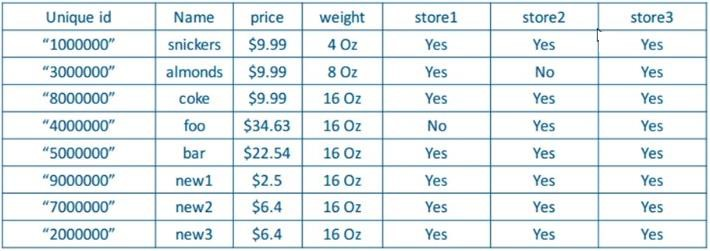 Unique id Name price weight store1 store2 store3
“1000000” snickers $9.99 4 Oz Yes Yes Yes
“3000000” almonds $9.99 8 Oz Yes No Yes
“8000000” coke $9.99 16 Oz Yes Yes Yes
“4000000” foo $34.63 16 Oz No Yes Yes
“5000000” bar $22.54 16 Oz Yes Yes Yes
“9000000” new1 $2.5 16 Oz Yes Yes Yes
“7000000” new2 $6.4 16 Oz Yes Yes Yes
“2000000” new3 $6.4 16 Oz Yes Yes Yes